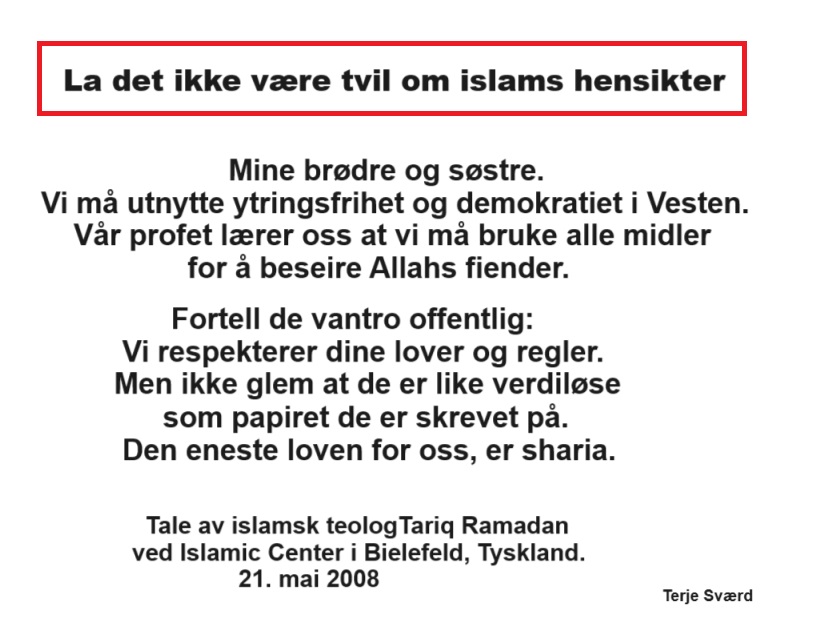 La det ikke være tvil om islams hensikter
Mine brødre og søstre.
Vi må utnytte ytringsfrihet og demokratiet i Vesten.
Vår profet lærer oss at vi må bruke alle midler
for å beseire Allahs fiender.
Fortell de vantro offentlig:
Vi respekterer dine lover og regler.
Men ikke glem at de er like verdiløse
som papiret de er skrevet på.
Den eneste loven for oss, er sharia.
Tale av islamsk teologTariq Ramadan
ved Islamic Center i Bielefeld, Tyskland.
21. mai 2008
Terje Sværd